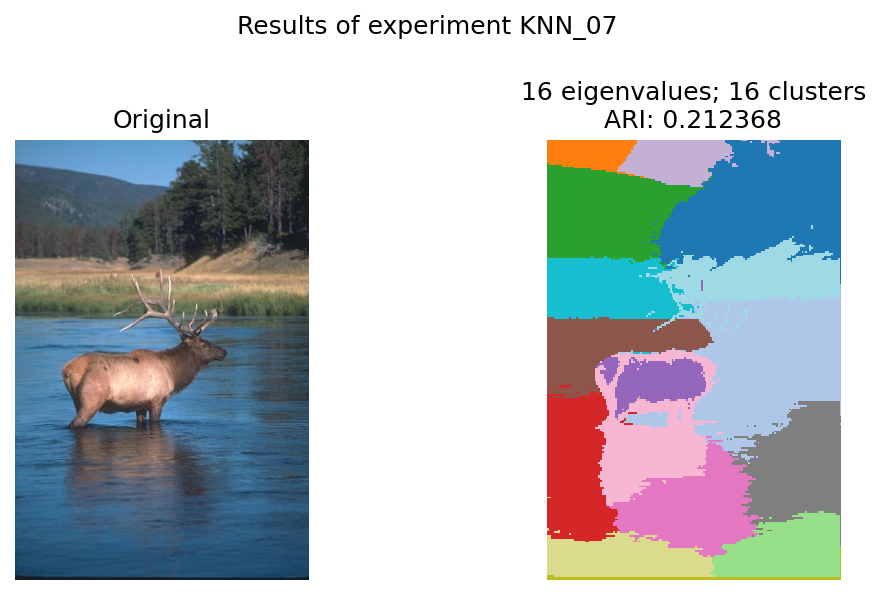 Results of experiment KNN_07
Original
16 eigenvalues; 16 clusters
ARI: 0.212368